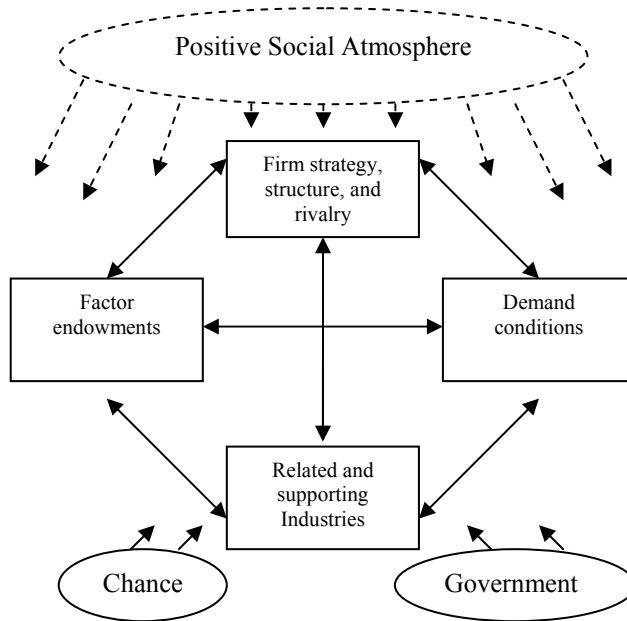 Positive Social Atmosphere
Firm strategy,
structure, and
rivalry
Factor
endowments
Demand
conditions
Related and
supporting
Industries
Chance
Government